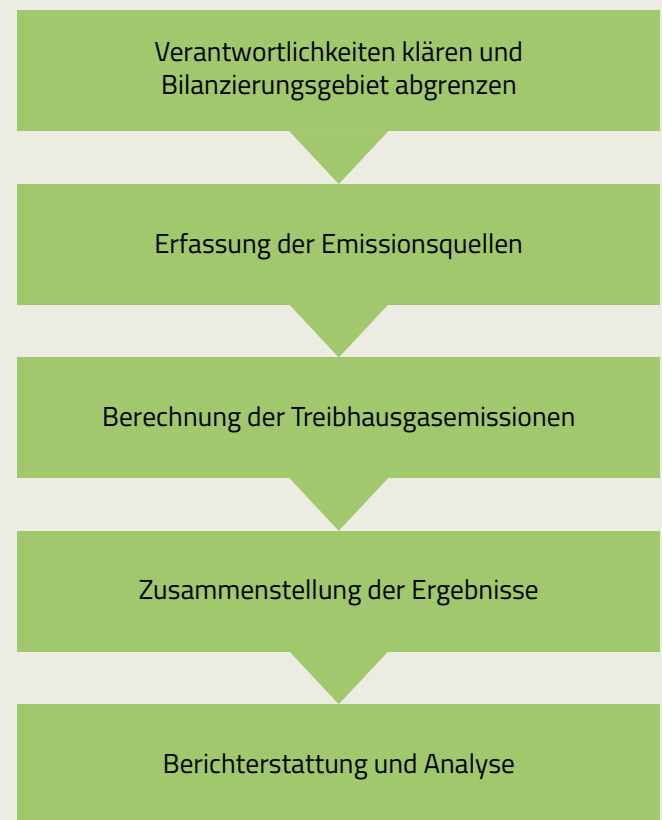 Verantwortlichkeiten klären und
Bilanzierungsgebiet abgrenzen
Erfassung der Emissionsquellen
Berechnung der Treibhausgasemissionen
Zusammenstellung der Ergebnisse
Berichterstattung und Analyse